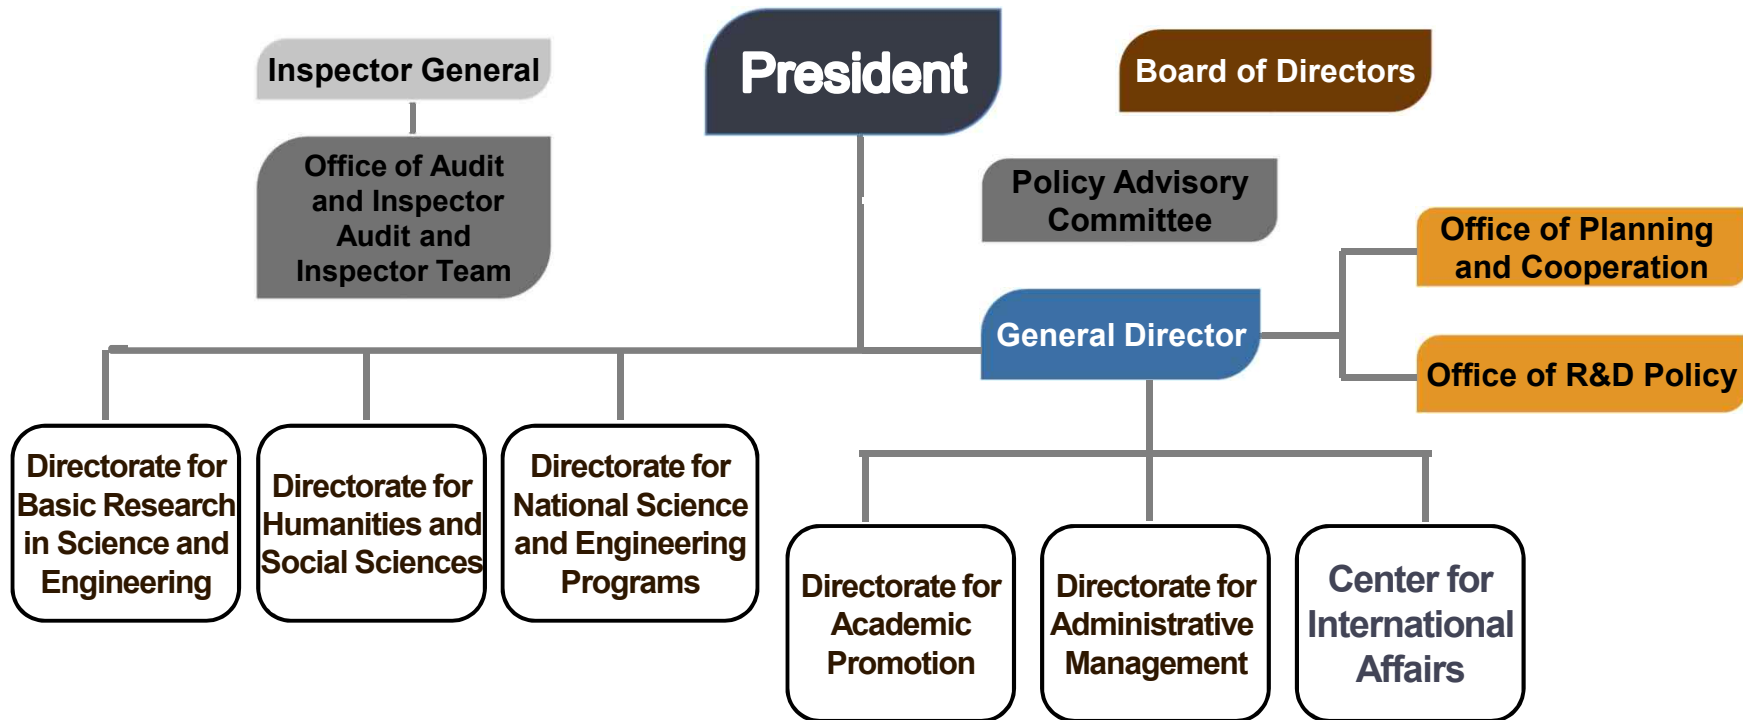 Inspector General
President
Board of Directors
Office of Audit
and Inspector
Audit and
Inspector Team
Policy Advisory
Committee
Office of Planning
and Cooperation
General Director
Office of R&D Policy
Directorate for
Basic Research
in Science and
Engineering
Directorate for
Humanities and
Social Sciences
Directorate for
National Science
and Engineering
Programs
Directorate for
Academic
Promotion
Directorate for
Administrative
Management
Center for
International
Affairs